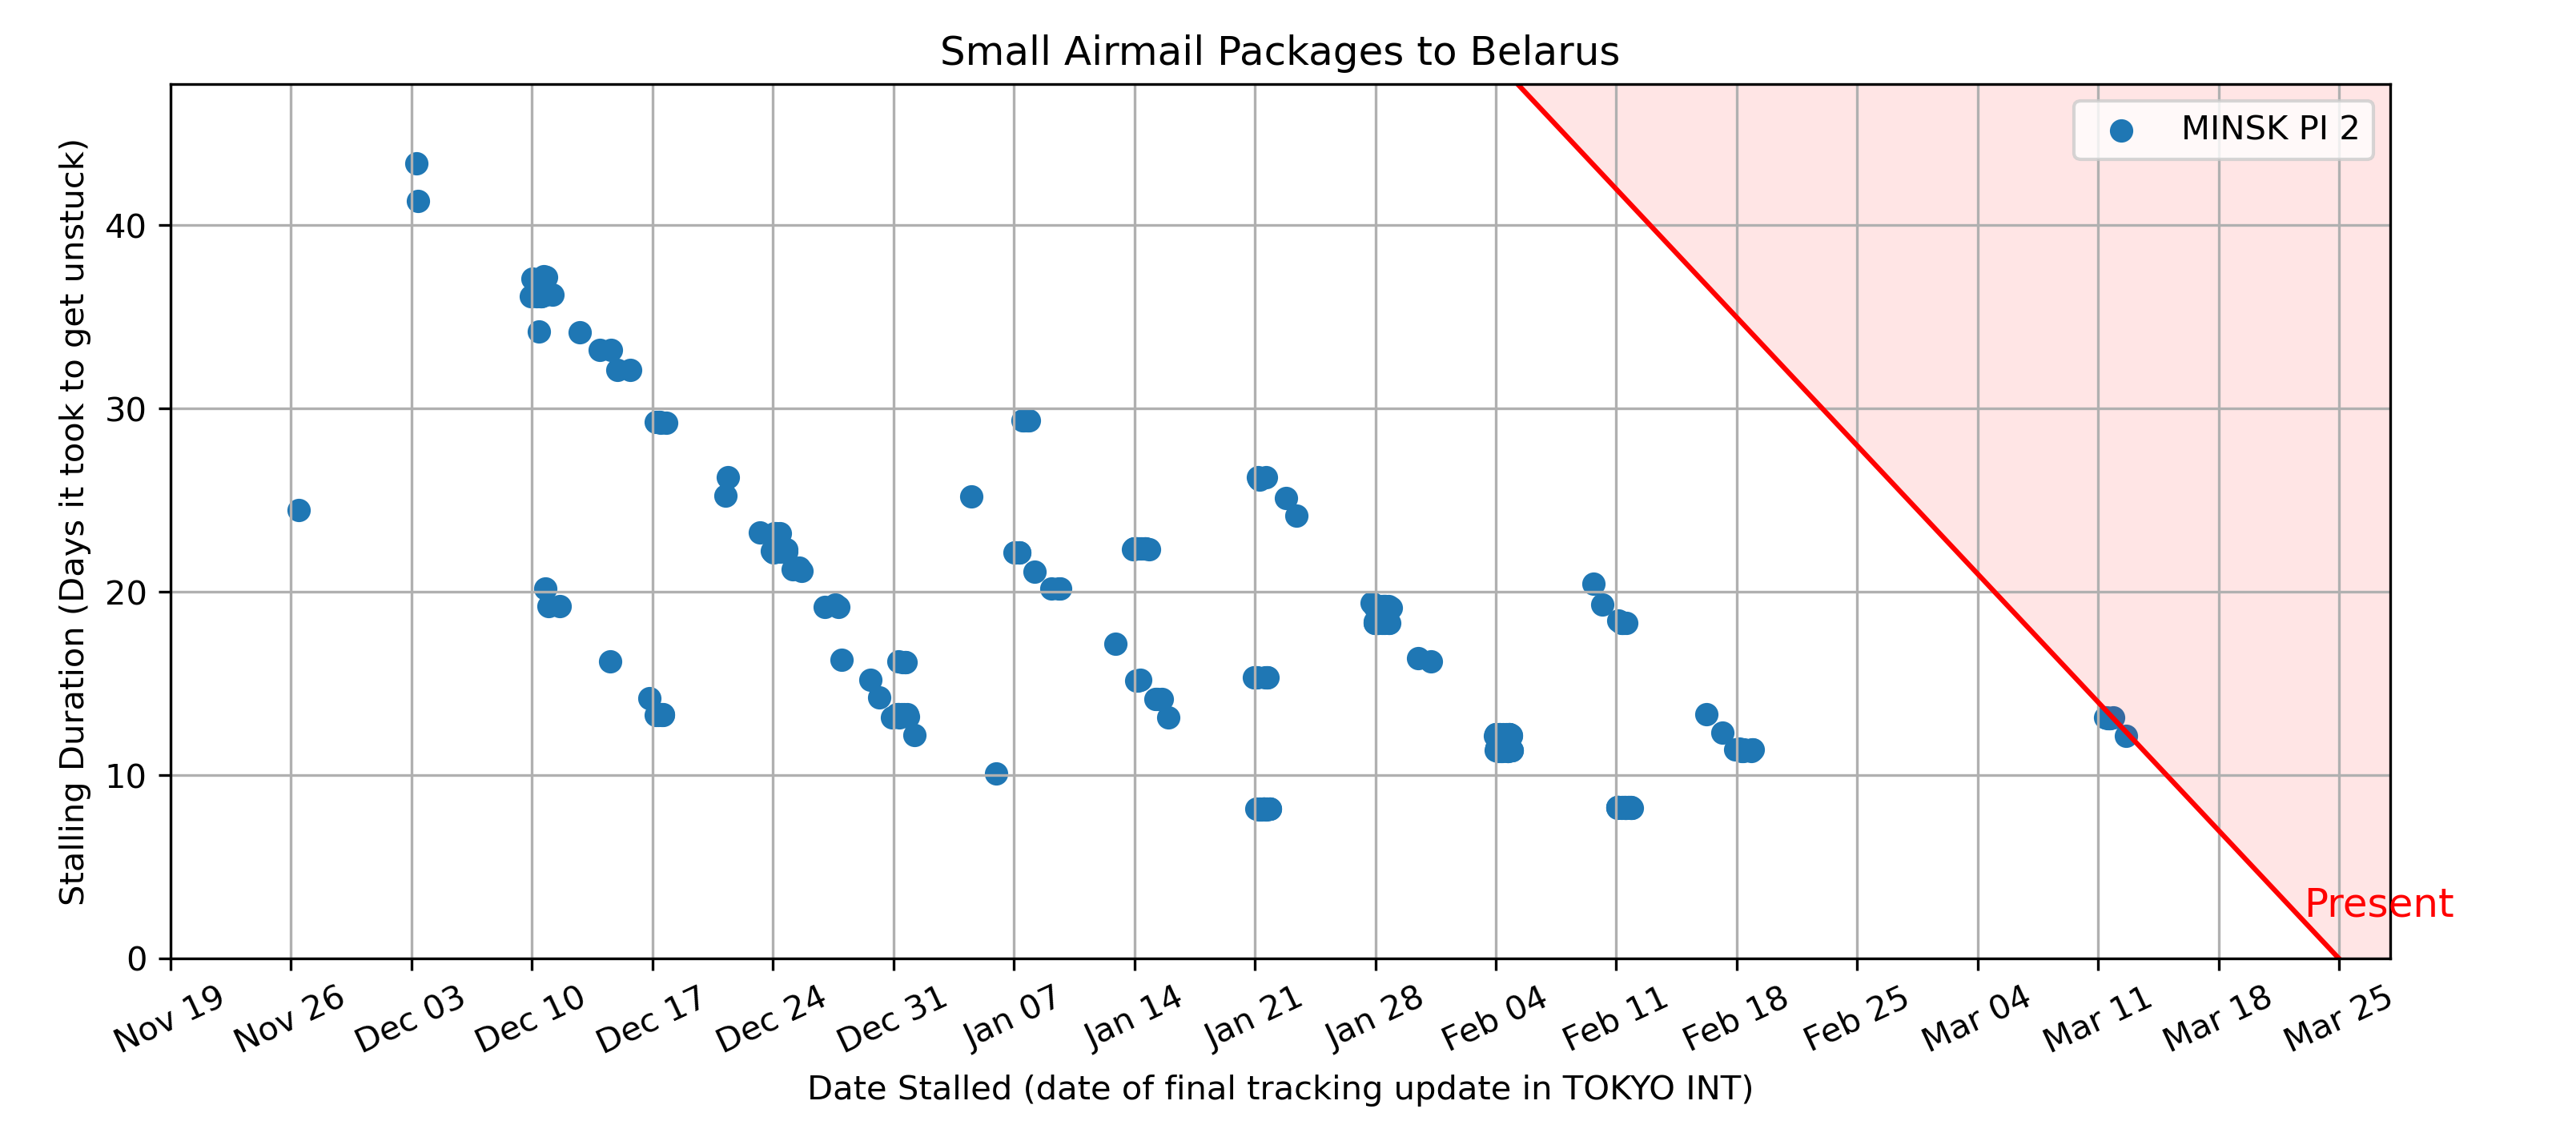 Small Airmail Packages to Belarus
MINSK PI 2
Stalling Duration (Days it took to get unstuck)
40
30
20
10
0
Present
Nov 19
Nov 26
Dec 03
Dec 10
Dec 17
Dec 24
Dec 31
Jan 07
Jan 14
Jan 21
Jan 28
Feb 04
Feb 11
Feb 18
Feb 25
Mar 04
Mar 11
Mar 18
Mar 25
Date Stalled (date of final tracking update in TOKYO INT)